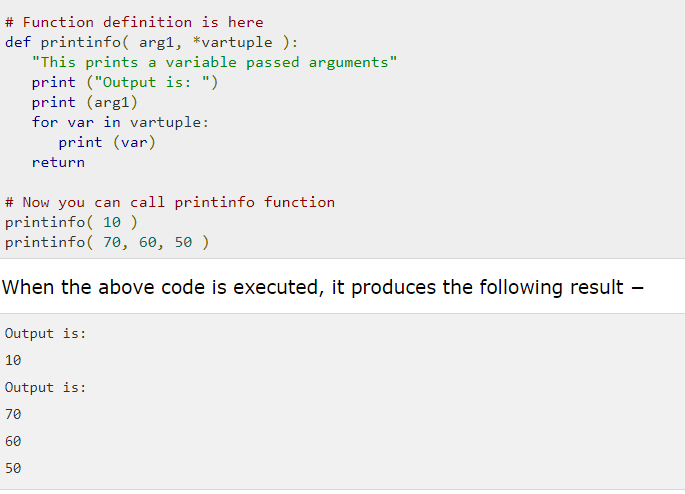 # Function definition is here
def printinfo( arg1, *vartuple ):
   "This prints a variable passed arguments"
   print ("Output is: ")
   print (arg1)
   for var in vartuple:
      print (var)
   return

# Now you can call printinfo function
printinfo( 10 )
printinfo( 70, 60, 50 )
When the above code is executed, it produces the following result −
Output is:
10
Output is:
70
60
50